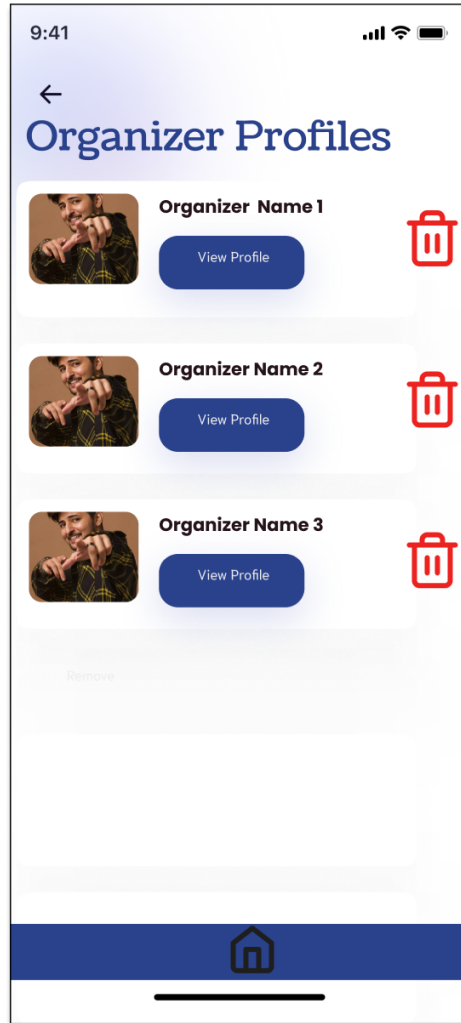 9:41
Organizer Profiles
Organizer Name 1
View Profile
Organizer Name 2
View Profile
Organizer Name 3
View Profile
Remove